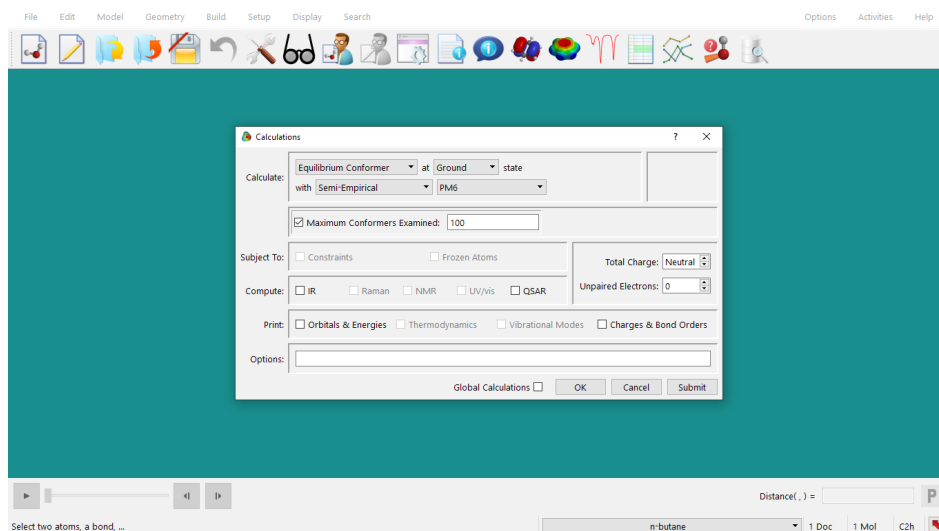 File Edit Model Geometry Build Setup Display Search Options Activities Help
Calculations ?
Calculate: Equilibrium Conformer at Ground state
with Semi-Empirical PM6
Maximum Conformers Examined: 100
Subject To: Constraints Frozen Atoms
Total Charge: Neutral
Compute: IR Raman NMR UV/vis QSAR
Unpaired Electrons: 0
Print: Orbitals & Energies Thermodynamics Vibrational Modes Charges & Bond Orders
Options:
Global Calculations OK Cancel Submit
Distance( , ) = P
Select two atoms, a bond, ... n-butane 1 Doc 1 Mol C2h